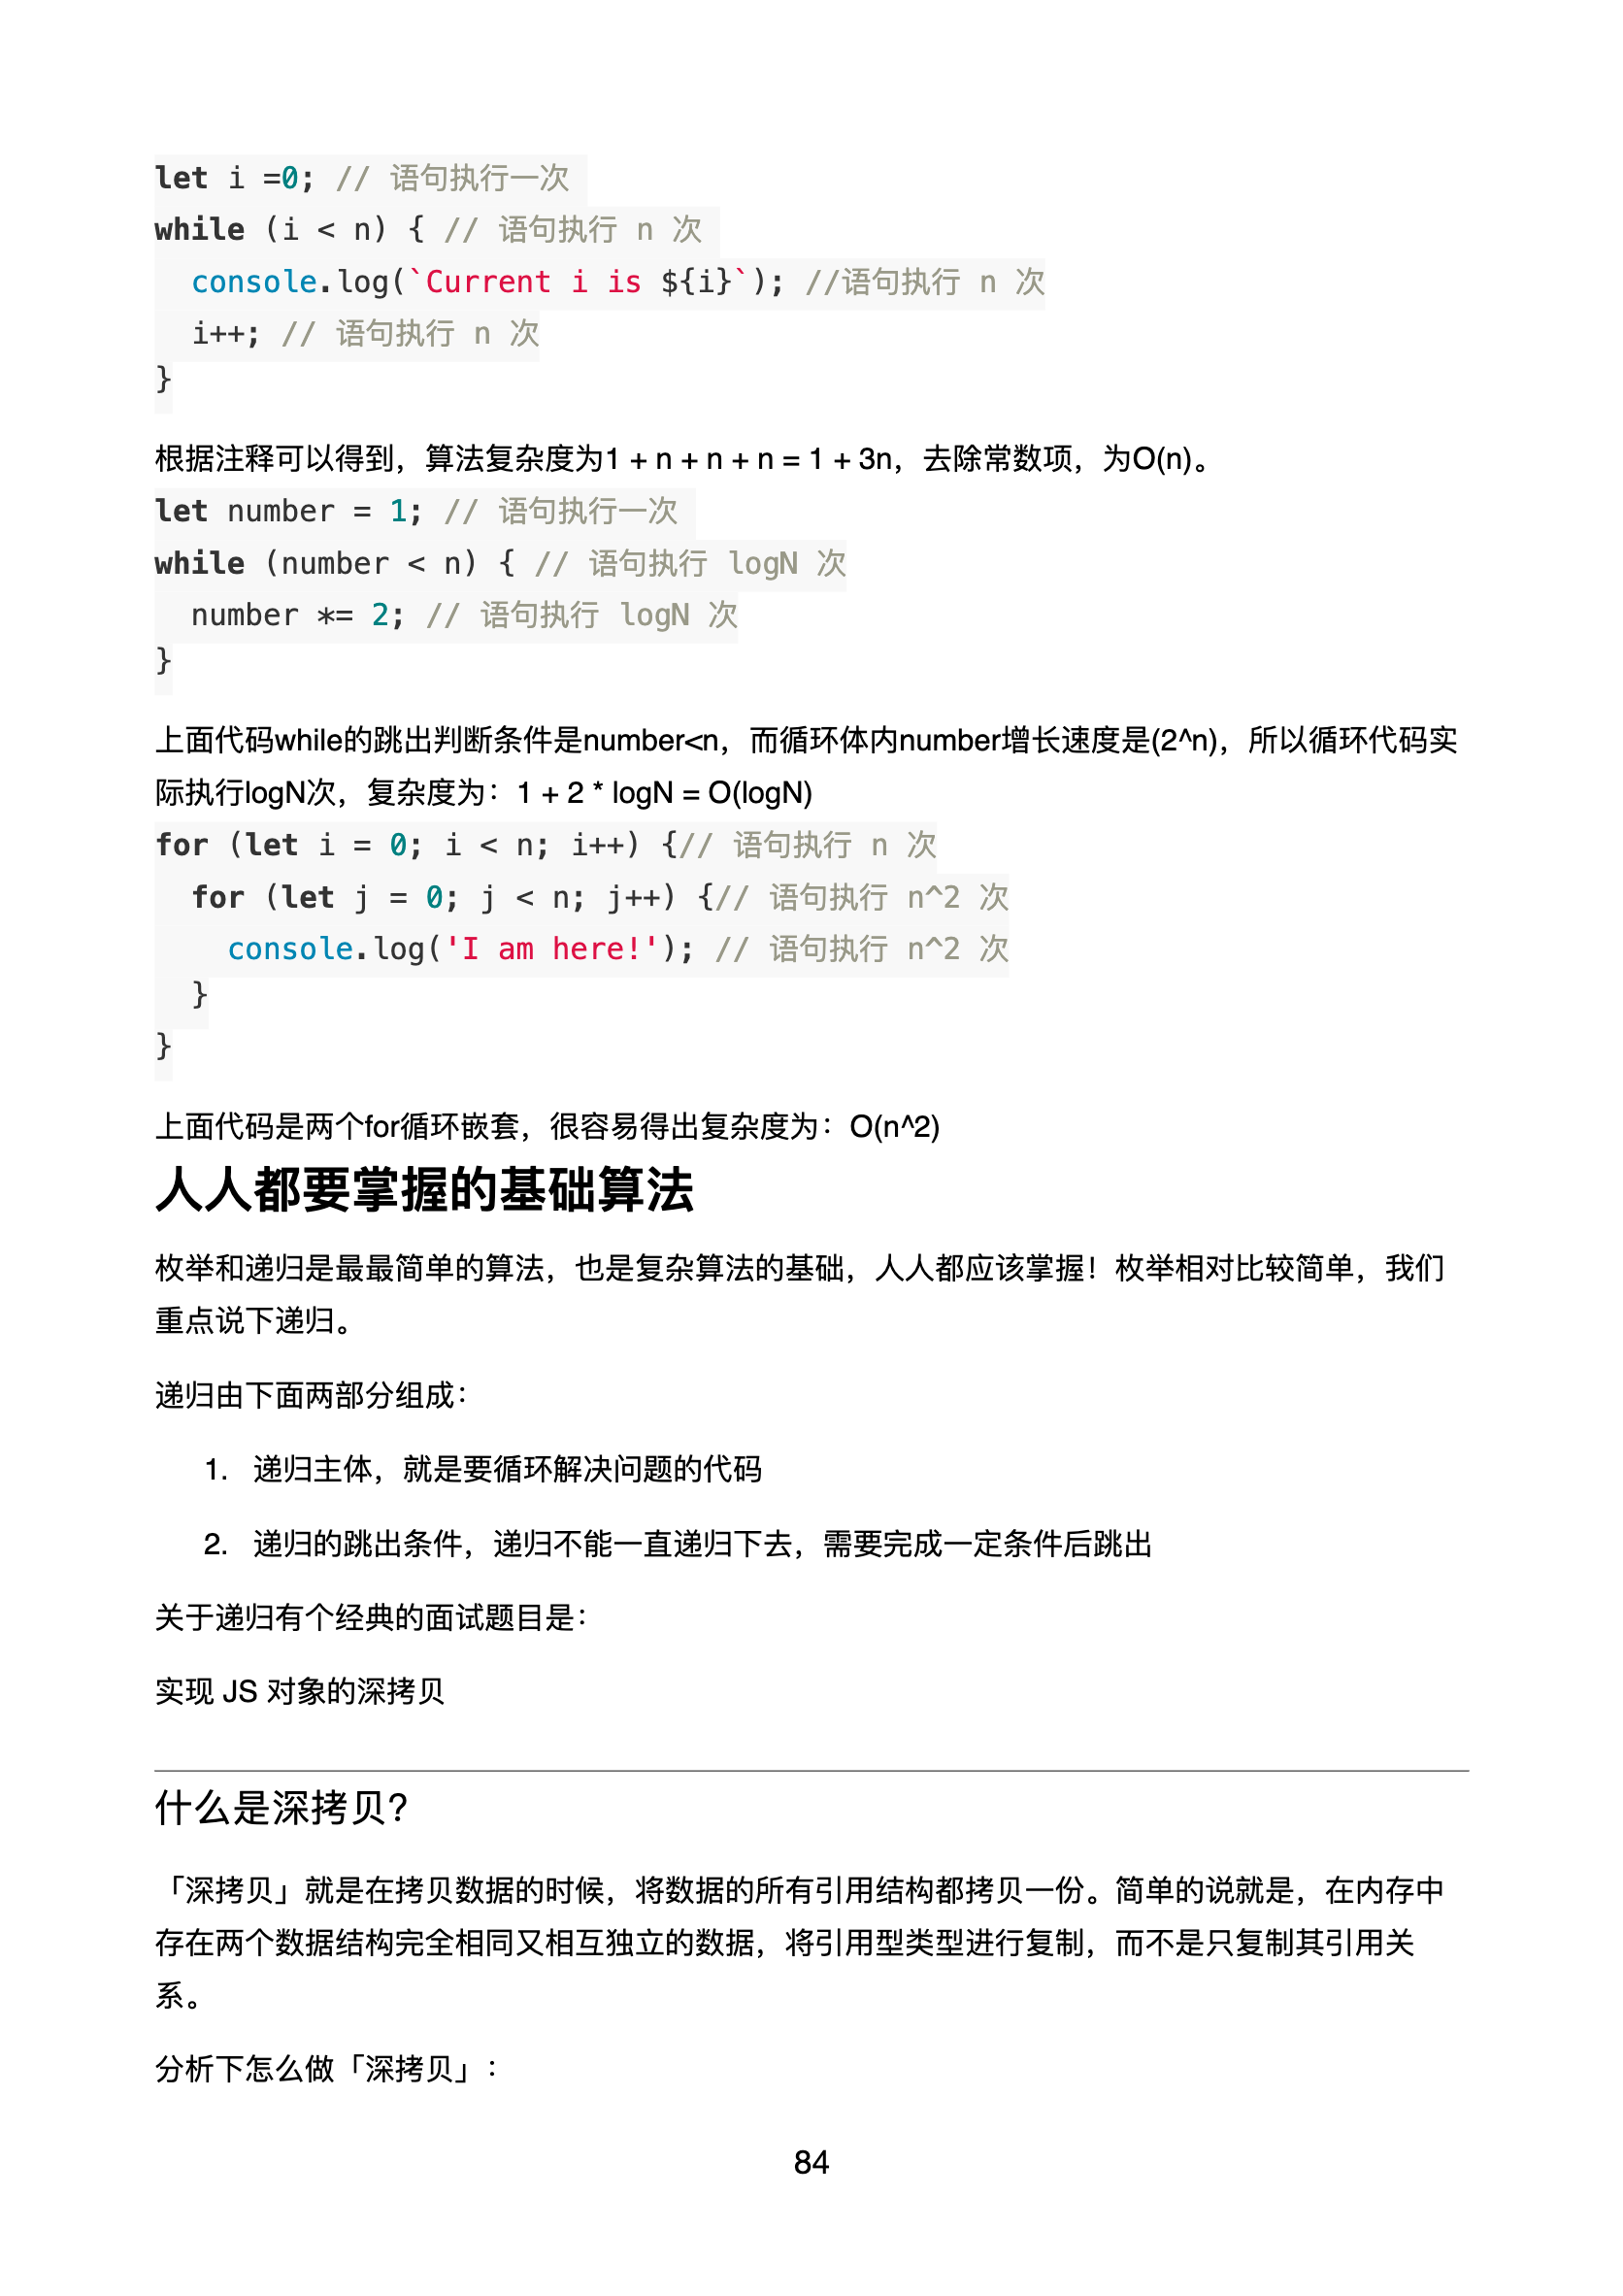 let i =0; // 语句执行一次
while (i < n) { // 语句执行 n 次
  console.log(`Current i is ${i}`); //语句执行 n 次
  i++; // 语句执行 n 次
}
根据注释可以得到，算法复杂度为1 + n + n + n = 1 + 3n，去除常数项，为O(n)。
let number = 1; // 语句执行一次
while (number < n) { // 语句执行 logN 次
  number *= 2; // 语句执行 logN 次
}
上面代码while的跳出判断条件是number<n，而循环体内number增长速度是(2^n)，所以循环代码实
际执行logN次，复杂度为：1 + 2 * logN = O(logN)
for (let i = 0; i < n; i++) {// 语句执行 n 次
  for (let j = 0; j < n; j++) {// 语句执行 n^2 次
    console.log('I am here!'); // 语句执行 n^2 次
  }
}
上面代码是两个for循环嵌套，很容易得出复杂度为：O(n^2)
人人都要掌握的基础算法
枚举和递归是最最简单的算法，也是复杂算法的基础，人人都应该掌握！枚举相对比较简单，我们
重点说下递归。
递归由下面两部分组成：
1. 递归主体，就是要循环解决问题的代码
2. 递归的跳出条件，递归不能一直递归下去，需要完成一定条件后跳出
关于递归有个经典的面试题目是：
实现 JS 对象的深拷贝
什么是深拷贝？
「深拷贝」就是在拷贝数据的时候，将数据的所有引用结构都拷贝一份。简单的说就是，在内存中
存在两个数据结构完全相同又相互独立的数据，将引用型类型进行复制，而不是只复制其引用关
系。
分析下怎么做「深拷贝」：
84